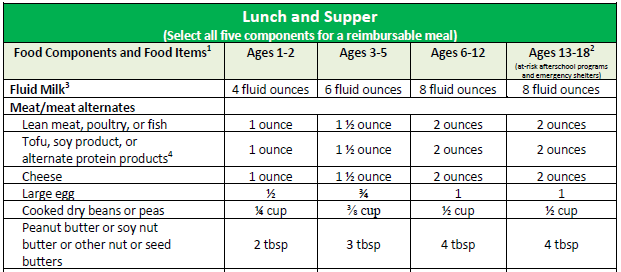 Lunch and Supper
(Select all five components for a reimbursable meal)
Food Components and Food Items¹ Ages 1-2 Ages 3-5 Ages 6-12 Ages 13-18²
(at-risk afterschool programs
and emergency shelters)
Fluid Milk³ 4 fluid ounces 6 fluid ounces 8 fluid ounces 8 fluid ounces
Meat/meat alternates
Lean meat, poultry, or fish 1 ounce 1 ½ ounce 2 ounces 2 ounces
Tofu, soy product, or
alternate protein products⁴ 1 ounce 1 ½ ounce 2 ounces 2 ounces
Cheese 1 ounce 1 ½ ounce 2 ounces 2 ounces
Large egg ½ ¾ 1 1
Cooked dry beans or peas ¼ cup ⅜ cup ½ cup ½ cup
Peanut butter or soy nut
butter or other nut or seed 2 tbsp 3 tbsp 4 tbsp 4 tbsp
butters